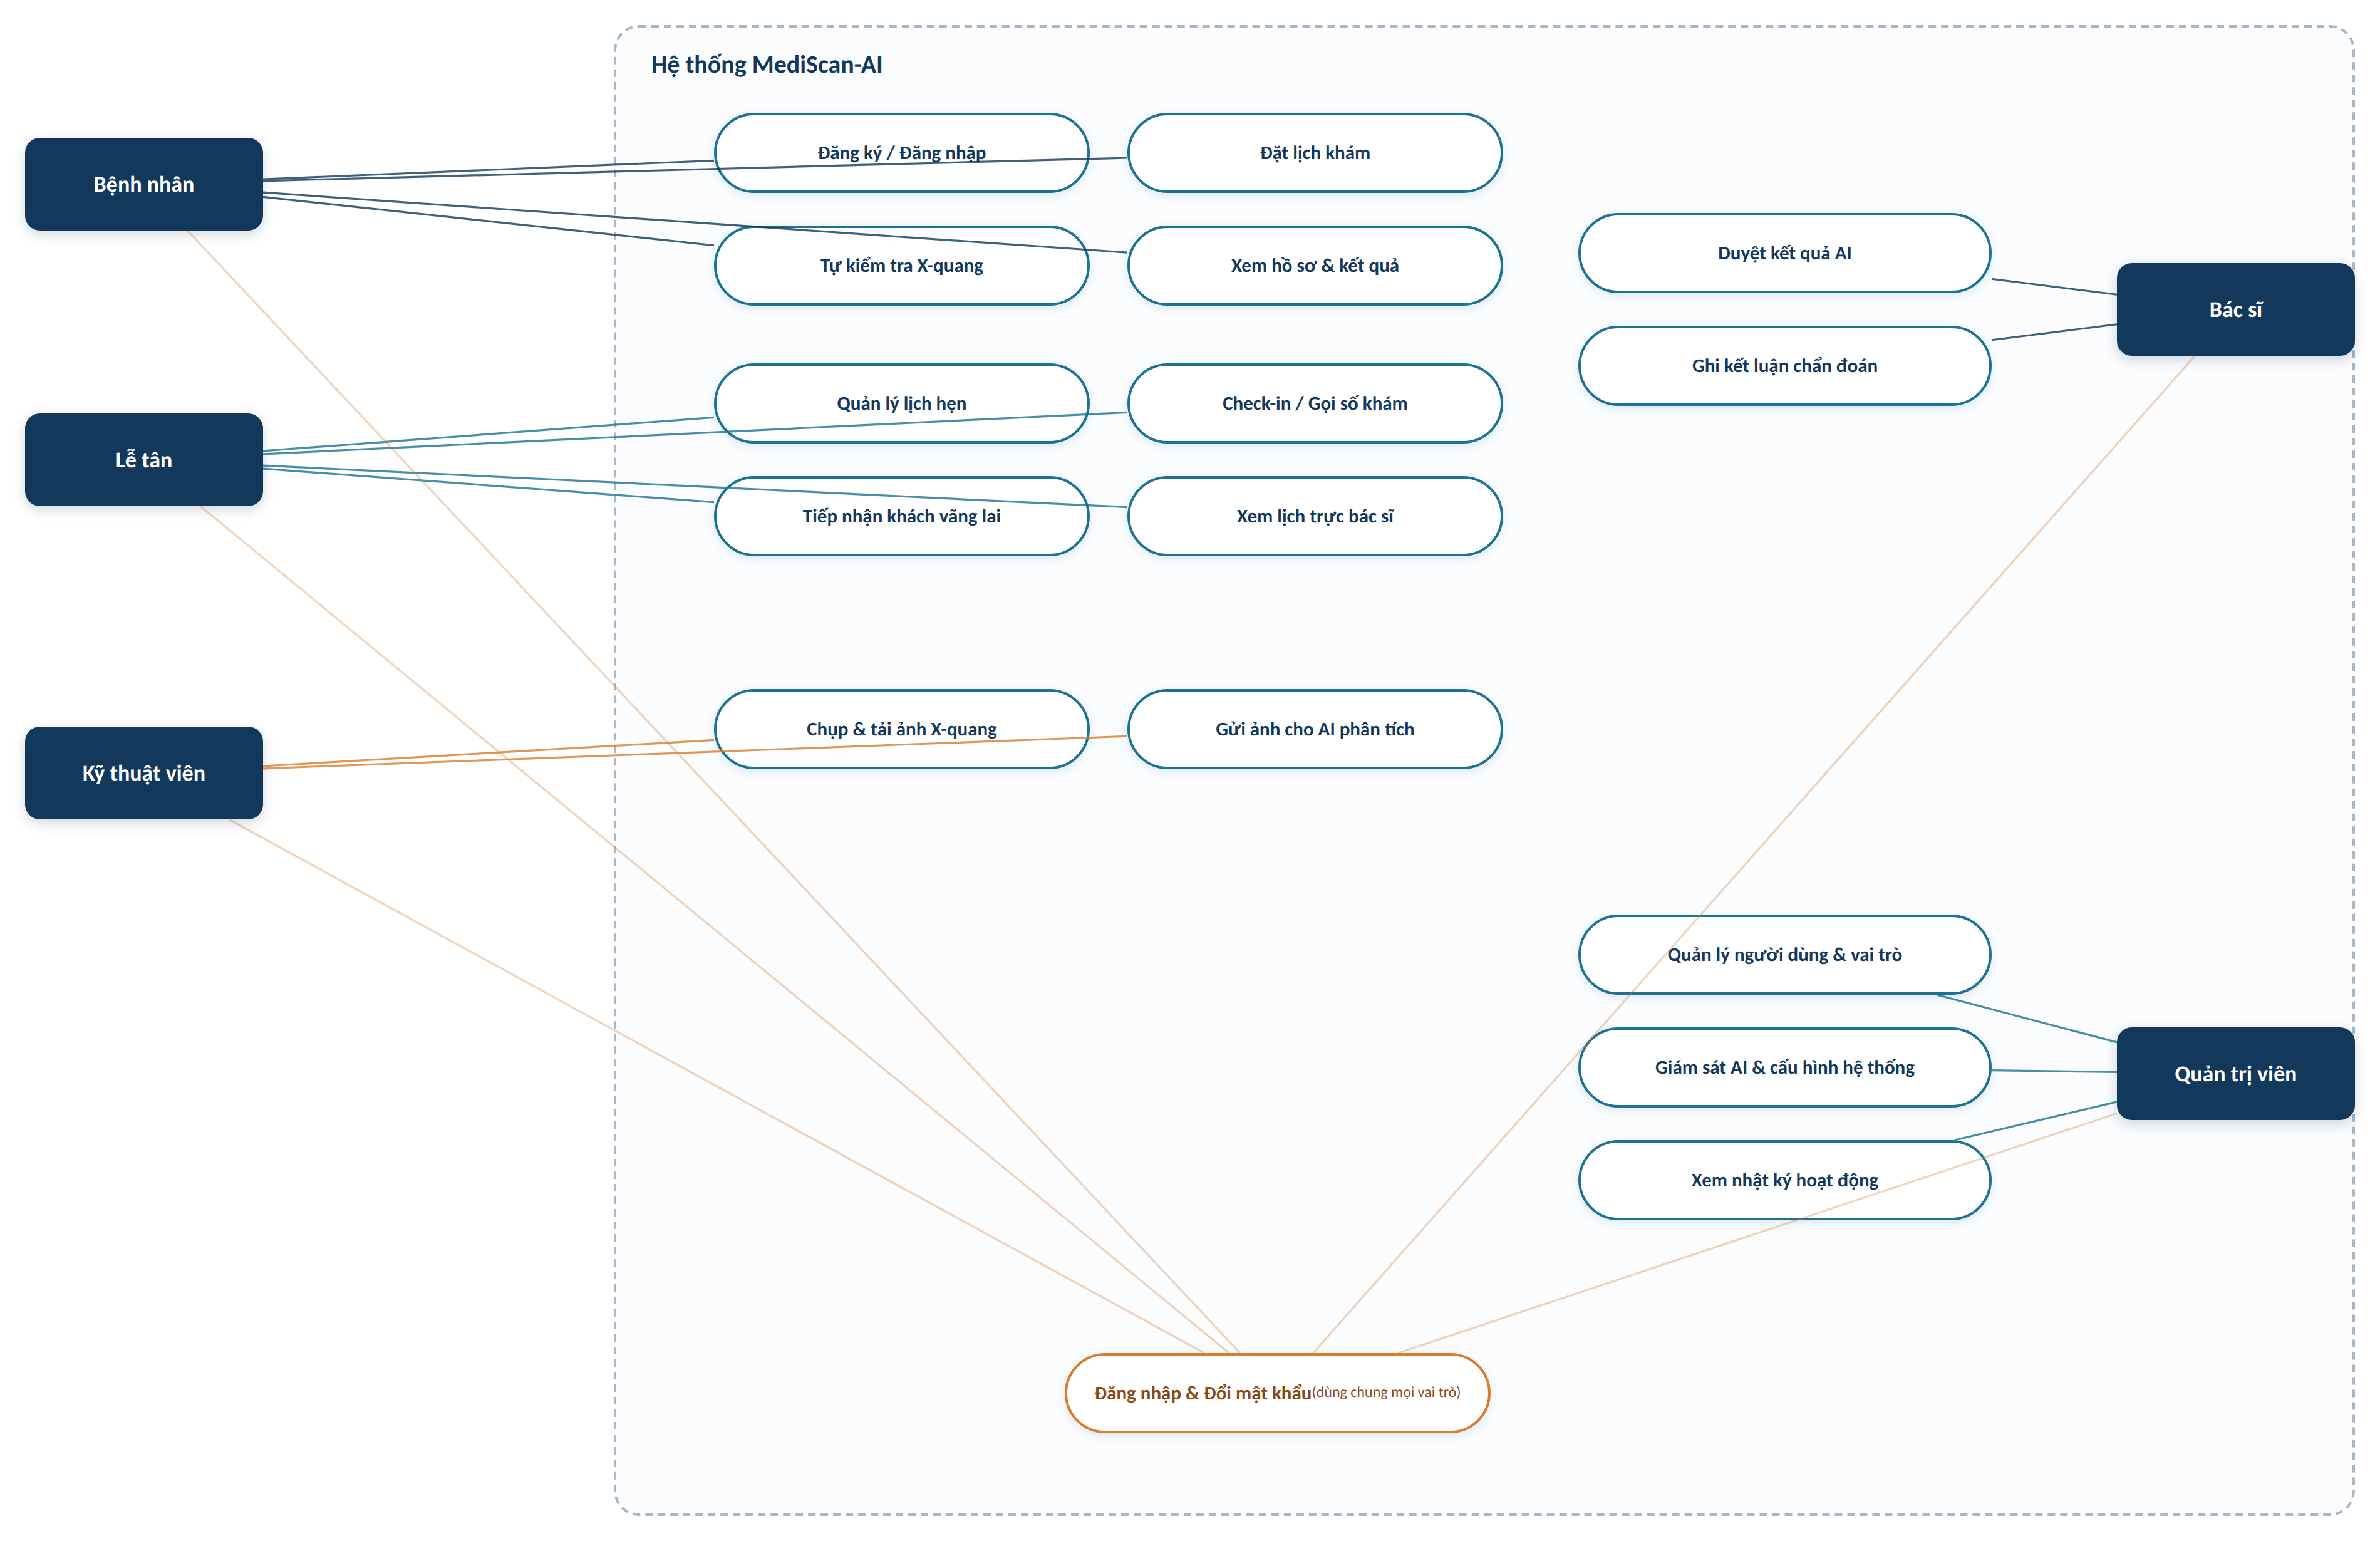 Hệ thống MediScan-AI
Bệnh nhân
Đăng ký / Đăng nhập
Đặt lịch khám
Tự kiểm tra X-quang
Xem hồ sơ & kết quả
Duyệt kết quả AI
Bác sĩ
Ghi kết luận chẩn đoán
Lễ tân
Quản lý lịch hẹn
Check-in / Gọi số khám
Tiếp nhận khách vãng lai
Xem lịch trực bác sĩ
Kỹ thuật viên
Chụp & tải ảnh X-quang
Gửi ảnh cho AI phân tích
Quản lý người dùng & vai trò
Giám sát AI & cấu hình hệ thống
Quản trị viên
Xem nhật ký hoạt động
Đăng nhập & Đổi mật khẩu(dùng chung mọi vai trò)